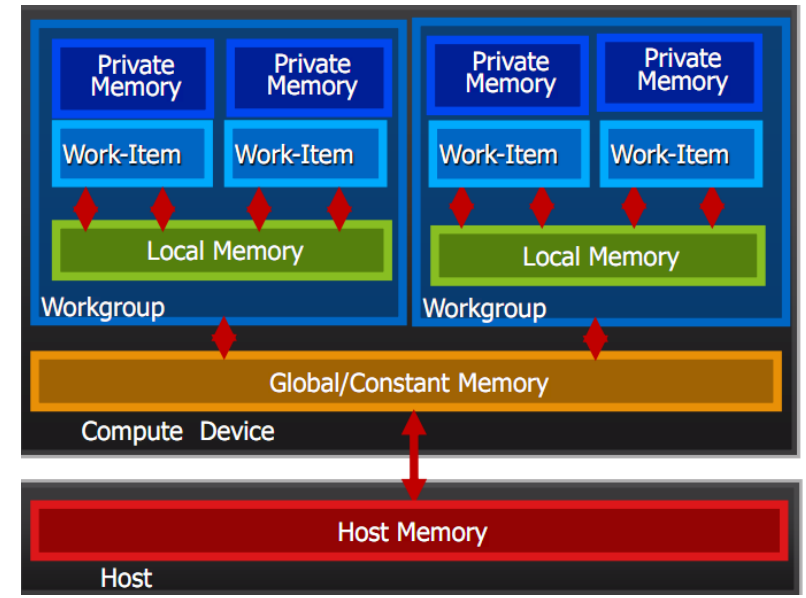 Private
Memory
Private
Memory
Private
Memory
Private
Memory
Work-Item
Work-Item
Work-Item
Work-Item
Local Memory
Local Memory
Workgroup
Workgroup
Global/Constant Memory
Compute Device
Host Memory
Host